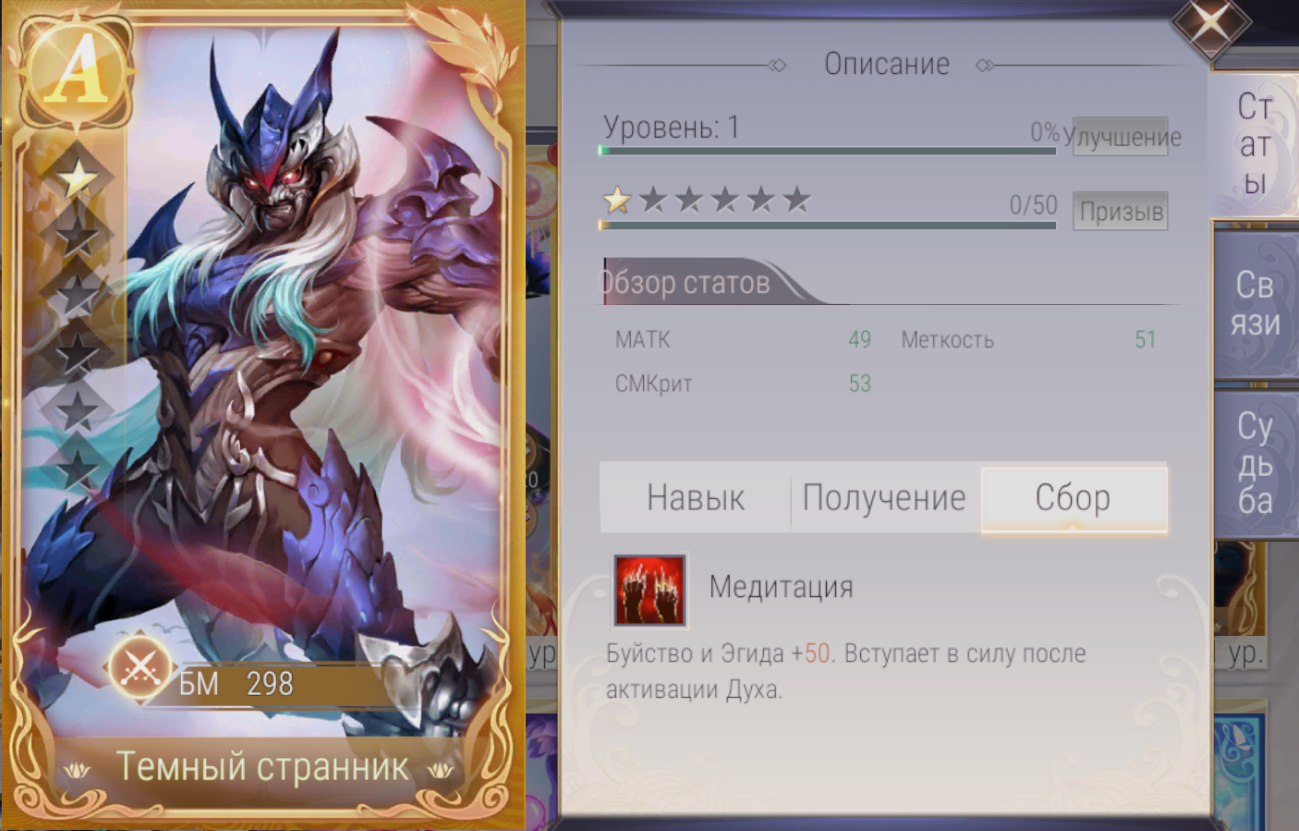 A
БМ 298
Темный странник
Описание
Уровень: 1 0% Улучшение
0/50 Призыв
Обзор статов
МАТК 49 Меткость 51
СМКрит 53
Навык Получение Сбор
Медитация
Буйство и Эгида +50. Вступает в силу после
активации Духа.
Ст
ат
ы
Св
язи
Су
дь
ба
ур.
ур.